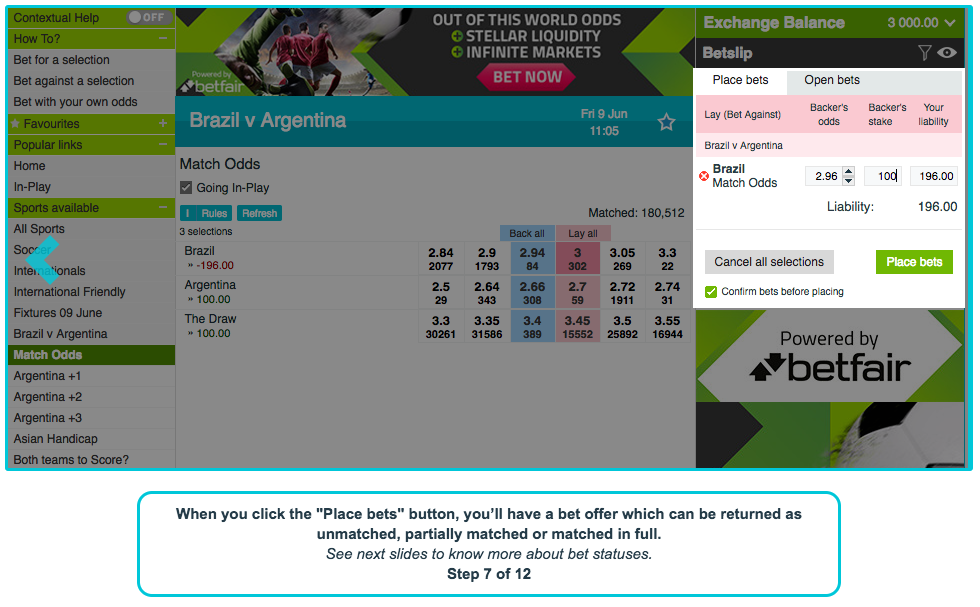 Contextual Help OFF
How To?
Bet for a selection
Bet against a selection
Bet with your own odds
Favourites
Popular links
Home
In-Play
Sports available
All Sports
Soccer
Internationals
International Friendly
Fixtures 09 June
Brazil v Argentina
Match Odds
Argentina +1
Argentina +2
Argentina +3
Asian Handicap
Both teams to Score?
Powered by
betfair
OUT OF THIS WORLD ODDS
STELLAR LIQUIDITY
INFINITE MARKETS
BET NOW
Brazil v Argentina
Fri 9 Jun
11:05
Match Odds
Going In-Play
I Rules Refresh
Matched: 180,512
3 selections
Back all Lay all
Brazil 2.84 2.9 2.94 3 3.05 3.3
» -196.00 2077 1793 84 302 269 22
Argentina 2.5 2.64 2.66 2.7 2.72 2.74
» 100.00 29 343 308 59 1911 31
The Draw 3.3 3.35 3.4 3.45 3.5 3.55
» 100.00 30261 31586 389 15552 25892 16944
Exchange Balance 3 000.00
Betslip
Place bets Open bets
Lay (Bet Against) Backer's odds Backer's stake Your liability
Brazil v Argentina
Brazil
Match Odds 2.96 100 196.00
Liability: 196.00
Cancel all selections Place bets
Confirm bets before placing
Powered by
betfair
When you click the "Place bets" button, you’ll have a bet offer which can be returned as
unmatched, partially matched or matched in full.
See next slides to know more about bet statuses.
Step 7 of 12